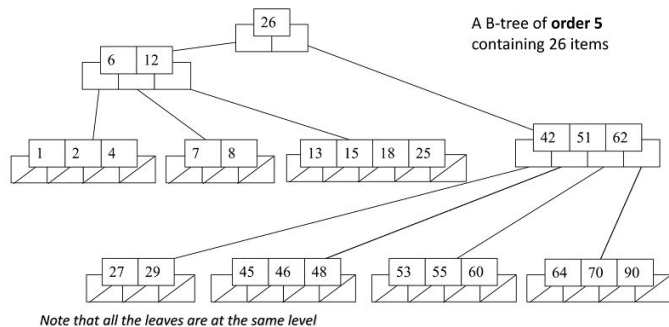 26
A B-tree of order 5
containing 26 items
6 12
42 51 62
1 2 4
7 8
13 15 18 25
27 29
45 46 48
53 55 60
64 70 90
Note that all the leaves are at the same level